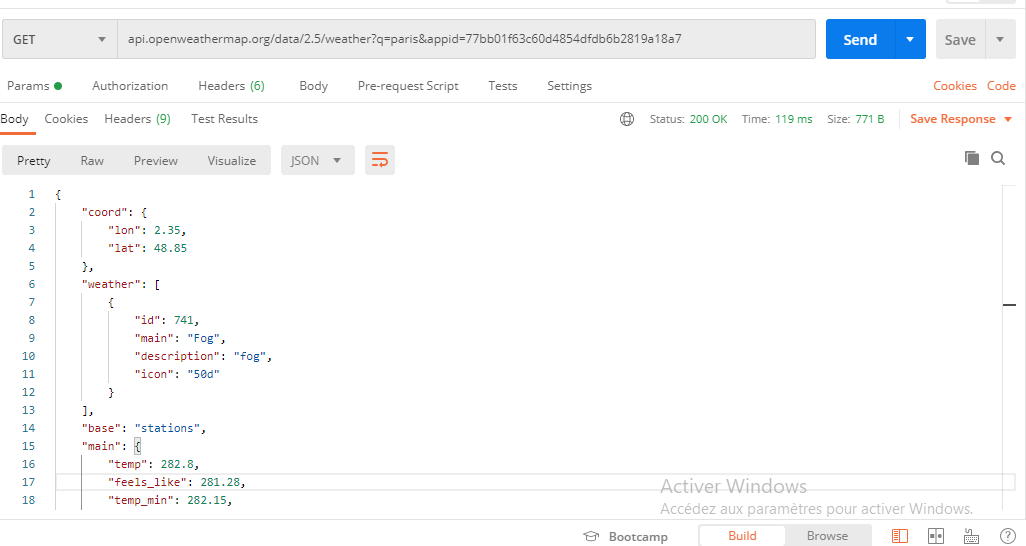 GET api.openweathermap.org/data/2.5/weather?q=paris&appid=77bb01f63c60d4854dfdb6b2819a18a7 Send Save
Params Authorization Headers (6) Body Pre-request Script Tests Settings Cookies Code
Body Cookies Headers (9) Test Results Status: 200 OK Time: 119 ms Size: 771 B Save Response
Pretty Raw Preview Visualize JSON
1 {
2 "coord": {
3 "lon": 2.35,
4 "lat": 48.85
5 },
6 "weather": [
7 {
8 "id": 741,
9 "main": "Fog",
10 "description": "fog",
11 "icon": "50d"
12 }
13 ],
14 "base": "stations",
15 "main": {
16 "temp": 282.8,
17 "feels_like": 281.28,
18 "temp_min": 282.15,
Activer Windows
Accédez aux paramètres pour activer Windows.
Bootcamp Build Browse